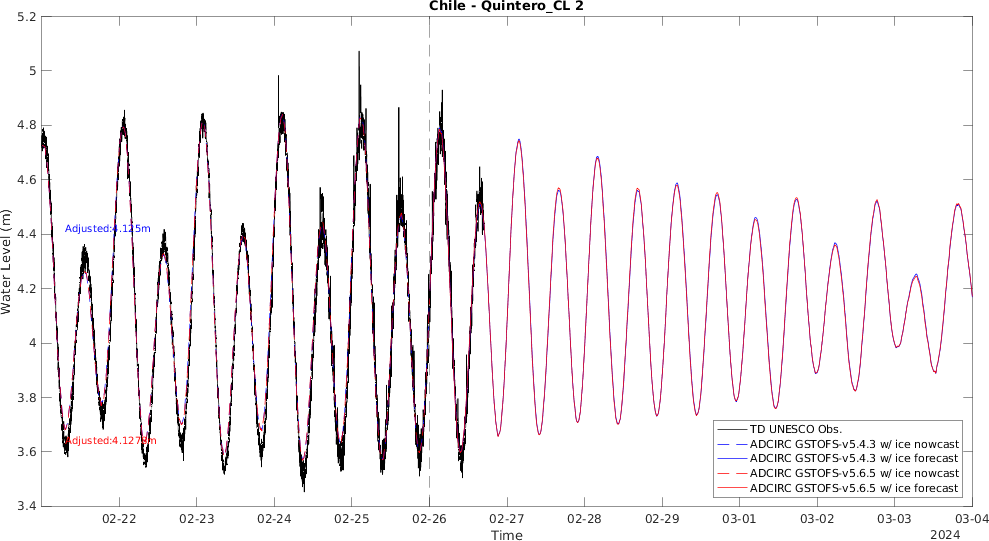 Chile - Quintero_CL 2
5.2
5
4.8
4.6
4.4
4.2
4
3.8
3.6
3.4
Water Level (m)
Adjusted:4.125m
TD UNESCO Obs.
ADCIRC GSTOFS-v5.4.3 w/ ice nowcast
ADCIRC GSTOFS-v5.4.3 w/ ice forecast
ADCIRC GSTOFS-v5.6.5 w/ ice nowcast
ADCIRC GSTOFS-v5.6.5 w/ ice forecast
02-22
02-23
02-24
02-25
02-26
02-27
02-28
02-29
03-01
03-02
03-03
03-04
Time
2024